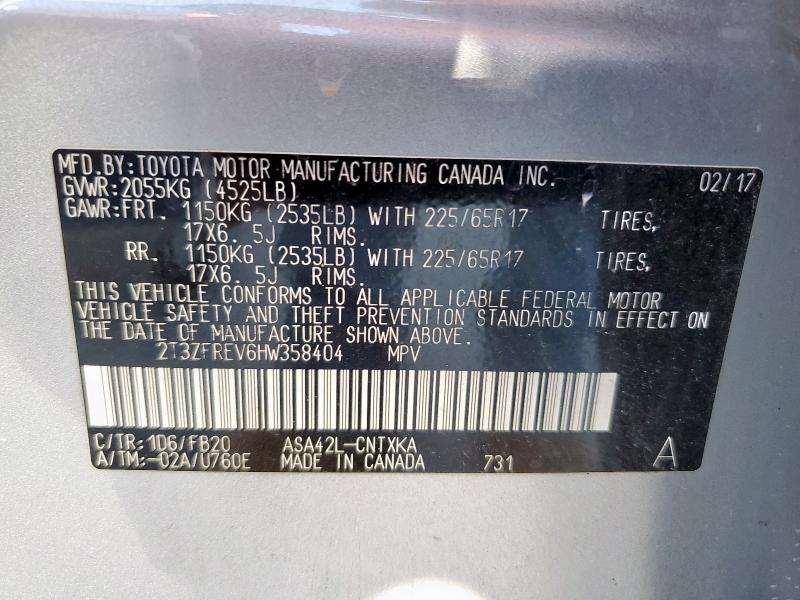 MFD.BY:TOYOTA MOTOR MANUFACTURING CANADA INC. 02/17
GVWR:2055KG (4525LB)
GAWR:FRT. 1150KG (2535LB) WITH 225/65R17 TIRES,
17X6. 5J RIMS.
RR. 1150KG (2535LB) WITH 225/65R17 TIRES,
17X6. 5J RIMS.
THIS VEHICLE CONFORMS TO ALL APPLICABLE FEDERAL MOTOR
VEHICLE SAFETY AND THEFT PREVENTION STANDARDS IN EFFECT ON
THE DATE OF MANUFACTURE SHOWN ABOVE.
2T3ZFREV6HW358404 MPV
C/TR:1D6/FB20 ASA42L-CNTXKA
A/TM:-02A/U760E MADE IN CANADA 731 A